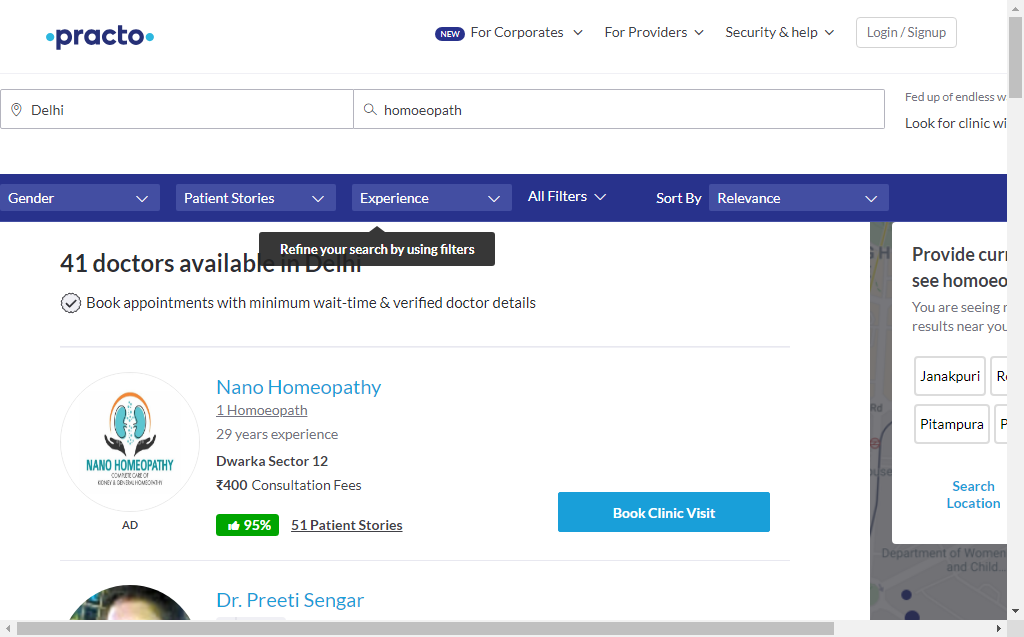 practo
NEW For Corporates
For Providers
Security & help
Login / Signup
Delhi
homoeopath
Fed up of endless w
Look for clinic wi
Gender
Patient Stories
Experience
All Filters
Sort By
Relevance
Refine your search by using filters
41 doctors available in Delhi
Book appointments with minimum wait-time & verified doctor details
Provide curr
see homoeo
You are seeing r
results near you
Janakpuri
Pitampura
Search
Location
Rd
Department of Women
and Child...
Nano Homeopathy
1 Homoeopath
29 years experience
Dwarka Sector 12
₹400 Consultation Fees
95%
51 Patient Stories
Book Clinic Visit
NANO HOMEOPATHY
COMPLETE CARE OF
KIDNEY & GENERAL HOMEOPATHY
AD
Dr. Preeti Sengar